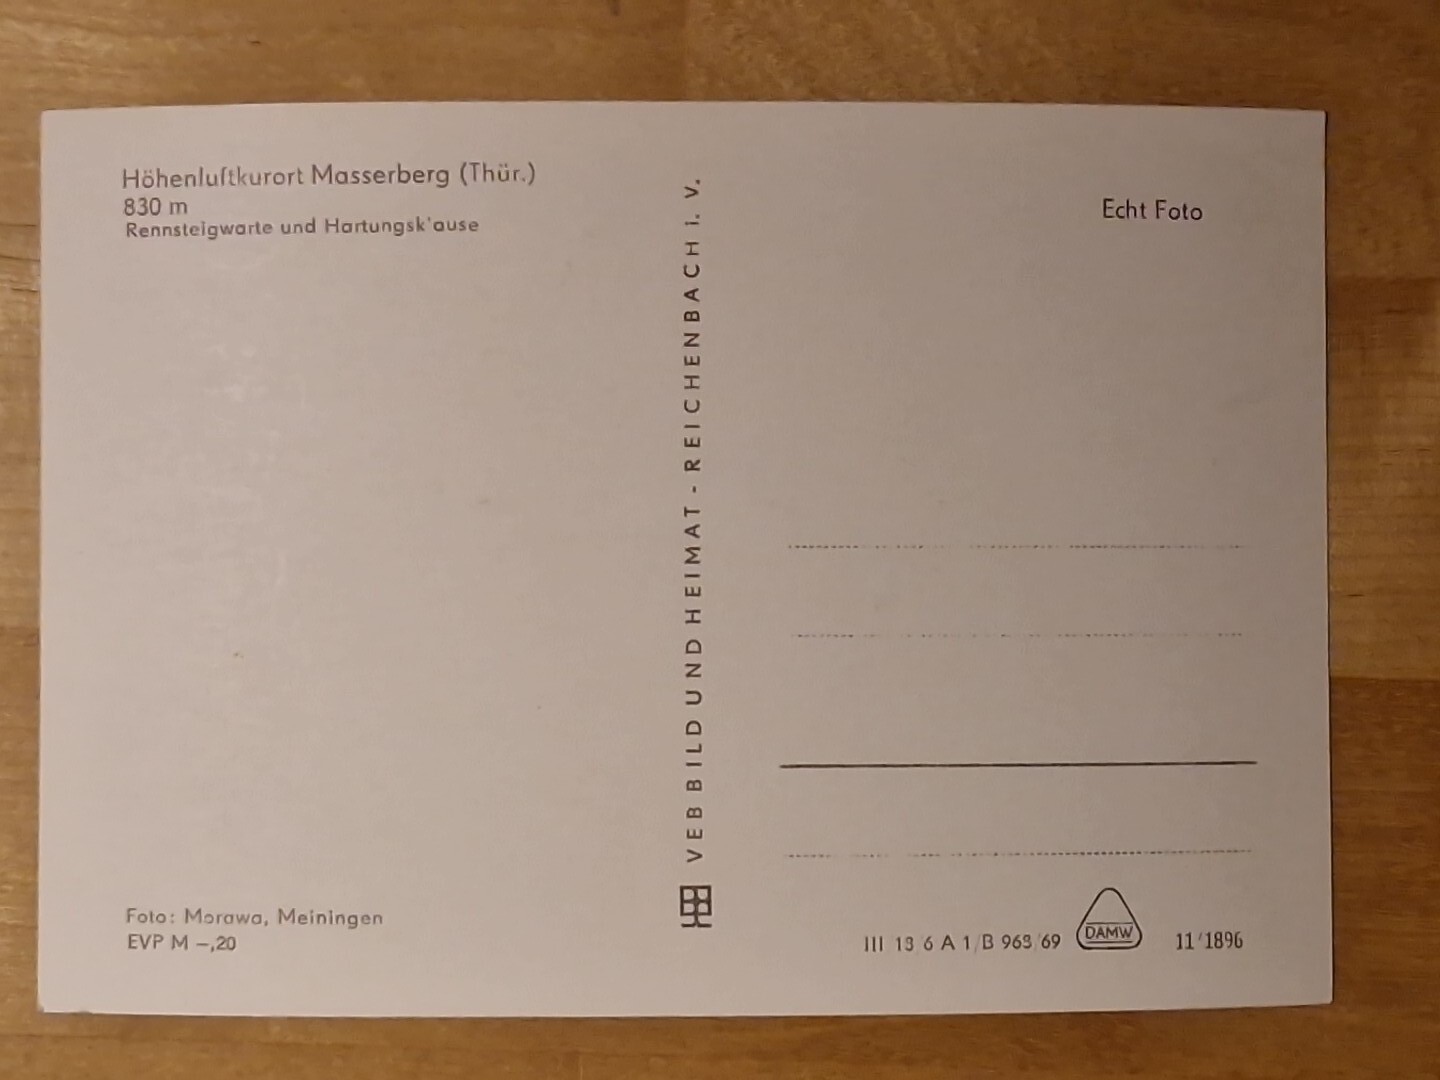 Höhenluftkurort Masserberg (Thür.)
830 m
Rennsteigwarte und Hartungsk'ause
Foto: Morawa, Meiningen
EVP M –,20
VEB BILD UND HEIMAT - REICHENBACH I. V.
Echt Foto
III 13 6 A 1/B 963/69
DAMW
11/1896